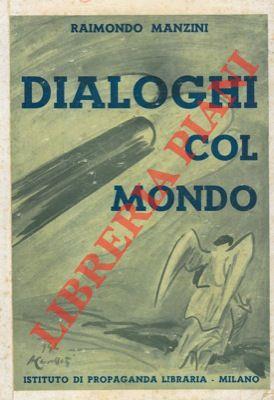 RAIMONDO MANZINI
DIALOGHI
COL
MONDO
LIBRERIA PIANI
ISTITUTO DI PROPAGANDA LIBRARIA - MILANO